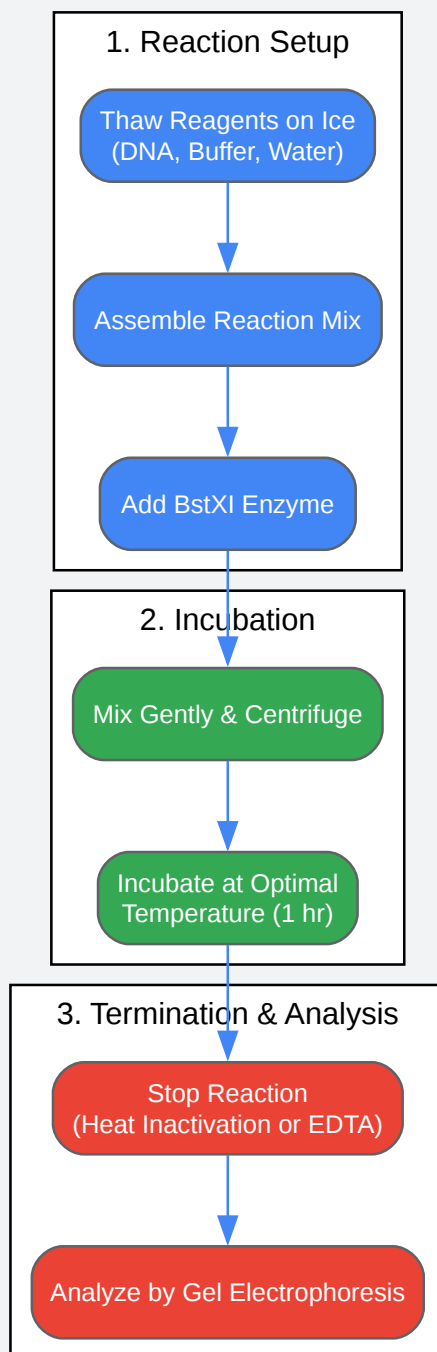 1. Reaction Setup
Thaw Reagents on Ice
(DNA, Buffer, Water)
Assemble Reaction Mix
Add BstXI Enzyme
2. Incubation
Mix Gently & Centrifuge
Incubate at Optimal
Temperature (1 hr)
3. Termination & Analysis
Stop Reaction
(Heat Inactivation or EDTA)
Analyze by Gel Electrophoresis